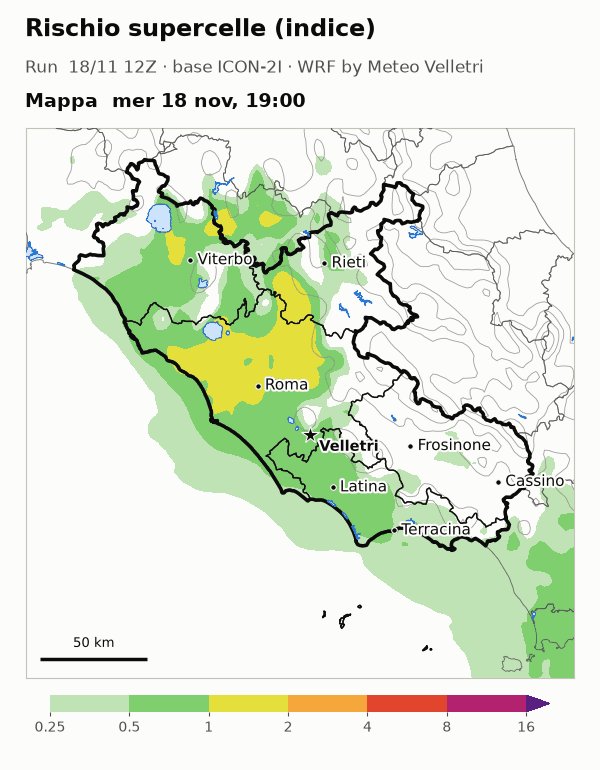 Rischio supercelle (indice)
Run  18/11 12Z · base ICON-2I · WRF by Meteo Velletri
Mappa  mer 18 nov, 19:00
Viterbo
Rieti
Roma
Velletri
Frosinone
Cassino
Latina
Terracina
50 km
0.25 0.5 1 2 4 8 16